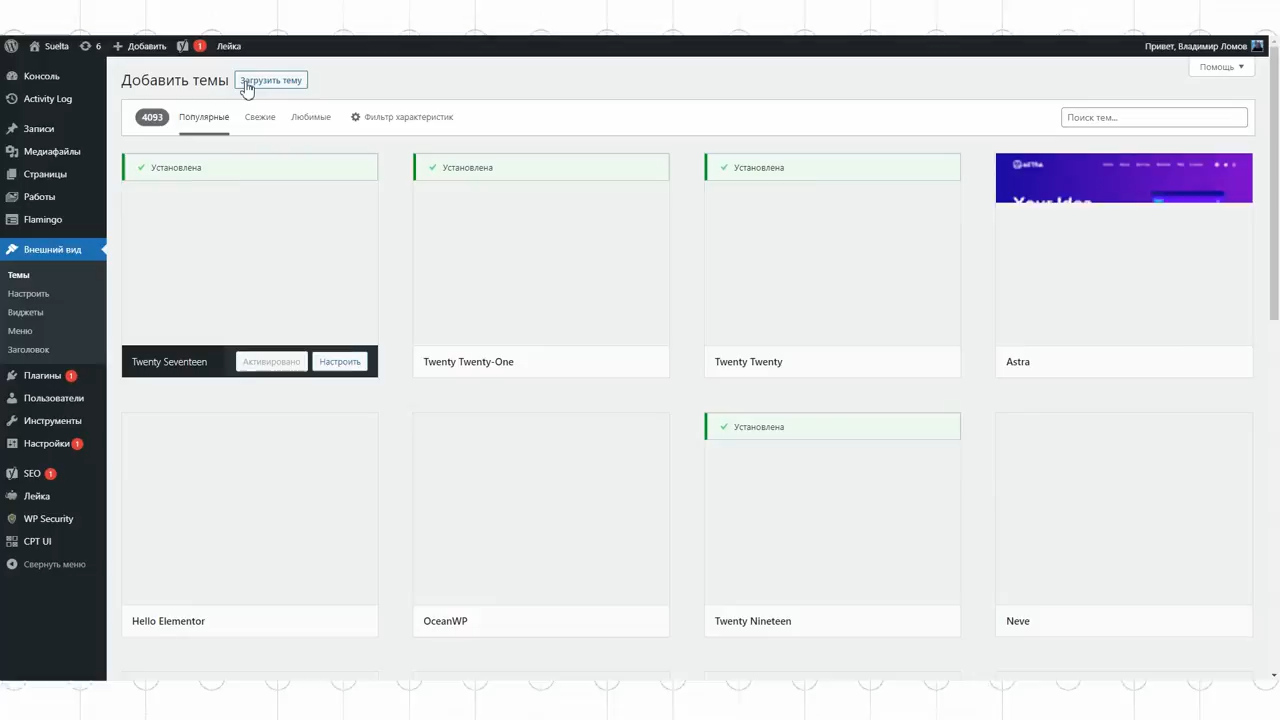 Suelta
6
Добавить
1
Лейка
Привет, Владимир Ломов
Консоль
Activity Log
Записи
Медиафайлы
Страницы
Работы
Flamingo
Внешний вид
Темы
Настроить
Виджеты
Меню
Заголовок
Плагины 1
Пользователи
Инструменты
Настройки 1
SEO 1
Лейка
WP Security
CPT UI
Свернуть меню
Добавить темы
Загрузить тему
Помощь
4093
Популярные
Свежие
Любимые
Фильтр характеристик
Поиск тем...
Установлена
Установлена
Установлена
ASTRA
Your Idea
Twenty Seventeen
Активировано
Настроить
Twenty Twenty-One
Twenty Twenty
Astra
Установлена
Hello Elementor
OceanWP
Twenty Nineteen
Neve